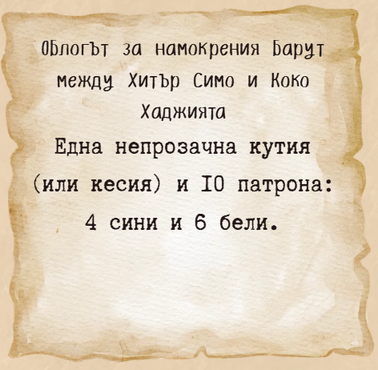 Облогът за намокрения Барут
между Хитър Симо и Коко
Хаджията
Една непрозачна кутия
(или кесия) и 10 патрона:
4 сини и 6 бели.